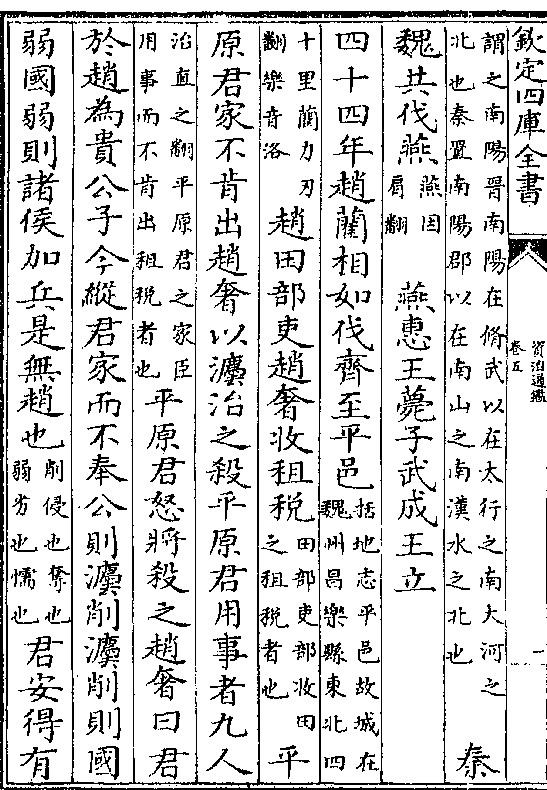 欽定四庫全書
資治通鑑
卷五
一
謂之南陽晉南陽在脩武以在太行之南大河之
北也秦置南陽郡以在南山之南漢水之北也
秦
魏共伐燕燕因肩翻燕惠王薨子武成王立
四十四年趙藺相如伐齊至平邑括地志平邑故城在魏州昌樂縣東北四
十里藺力刃翻樂音洛趙田部吏趙奢收租稅田部吏部收田之租稅者也平
原君家不肯出趙奢以灋治之殺平原君用事者九人
治直之翻平原君之家臣用事而不肯出租稅者也平原君怒將殺之趙奢曰君
於趙為貴公子今縱君家而不奉公則灋削灋削則國
弱國弱則諸侯加兵是無趙也削侵也奪也弱劣也懦也君安得有